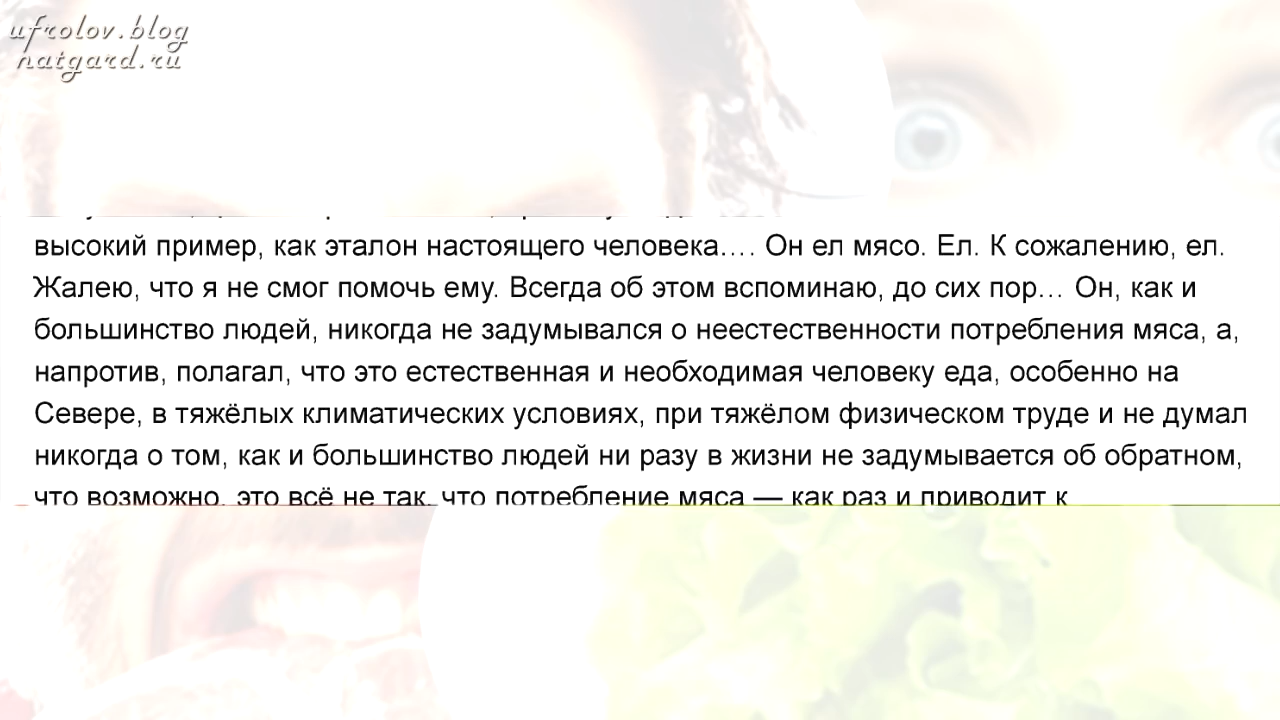 ufrolov.blog
natgard.ru
высокий пример, как эталон настоящего человека…. Он ел мясо. Ел. К сожалению, ел.
Жалею, что я не смог помочь ему. Всегда об этом вспоминаю, до сих пор… Он, как и
большинство людей, никогда не задумывался о неестественности потребления мяса, а,
напротив, полагал, что это естественная и необходимая человеку еда, особенно на
Севере, в тяжёлых климатических условиях, при тяжёлом физическом труде и не думал
никогда о том, как и большинство людей ни разу в жизни не задумывается об обратном,
что возможно, это всё не так, что потребление мяса — как раз и приводит к